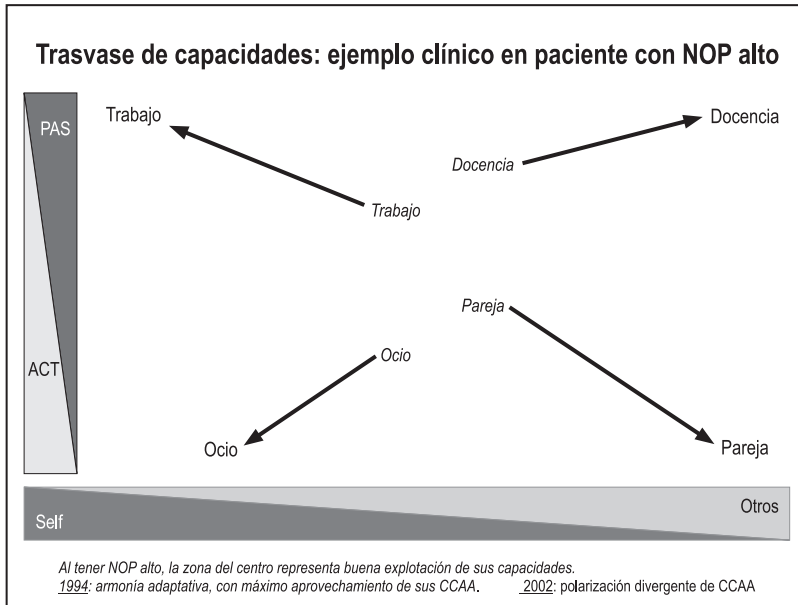 Trasvase de capacidades: ejemplo clínico en paciente con NOP alto
PAS
Trabajo
Docencia
Docencia
Trabajo
Pareja
Ocio
ACT
Ocio
Pareja
Otros
Self
Al tener NOP alto, la zona del centro representa buena explotación de sus capacidades.
1994: armonía adaptativa, con máximo aprovechamiento de sus CCAA. 2002: polarización divergente de CCAA